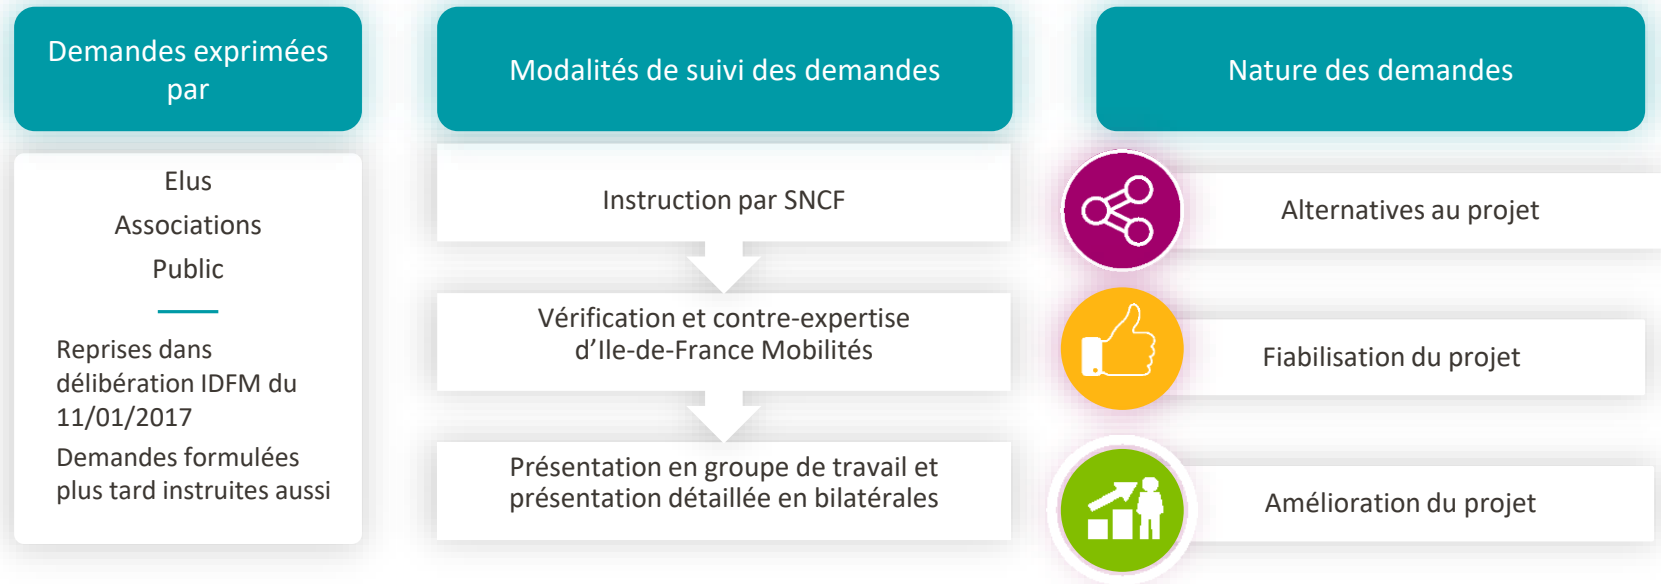 Demandes exprimées
par
Elus
Associations
Public
Reprises dans
délibération IDFM du
11/01/2017
Demandes formulées
plus tard instruites aussi
Modalités de suivi des demandes
Instruction par SNCF
Vérification et contre-expertise
d’Ile-de-France Mobilités
Présentation en groupe de travail et
présentation détaillée en bilatérales
Nature des demandes
Alternatives au projet
Fiabilisation du projet
Amélioration du projet